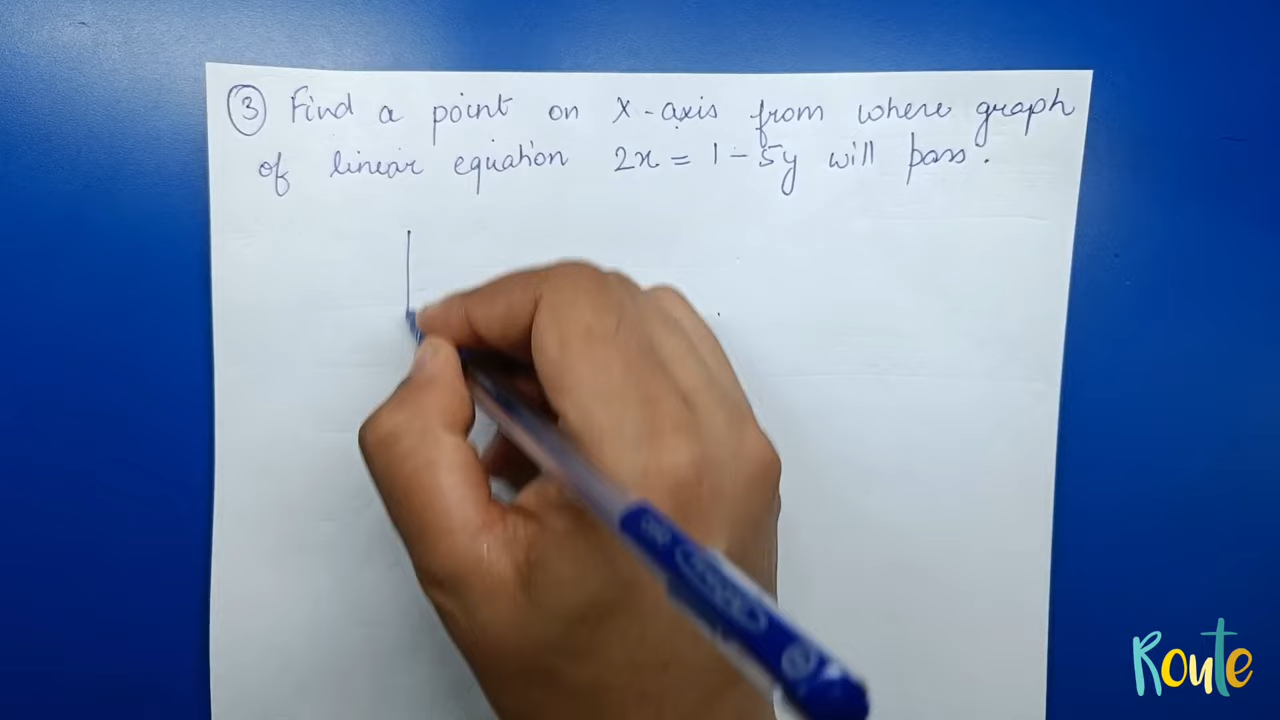 ③ Find a point on X-axis from where graph
of linear equation 2x = 1 - 5y will pass.
Route